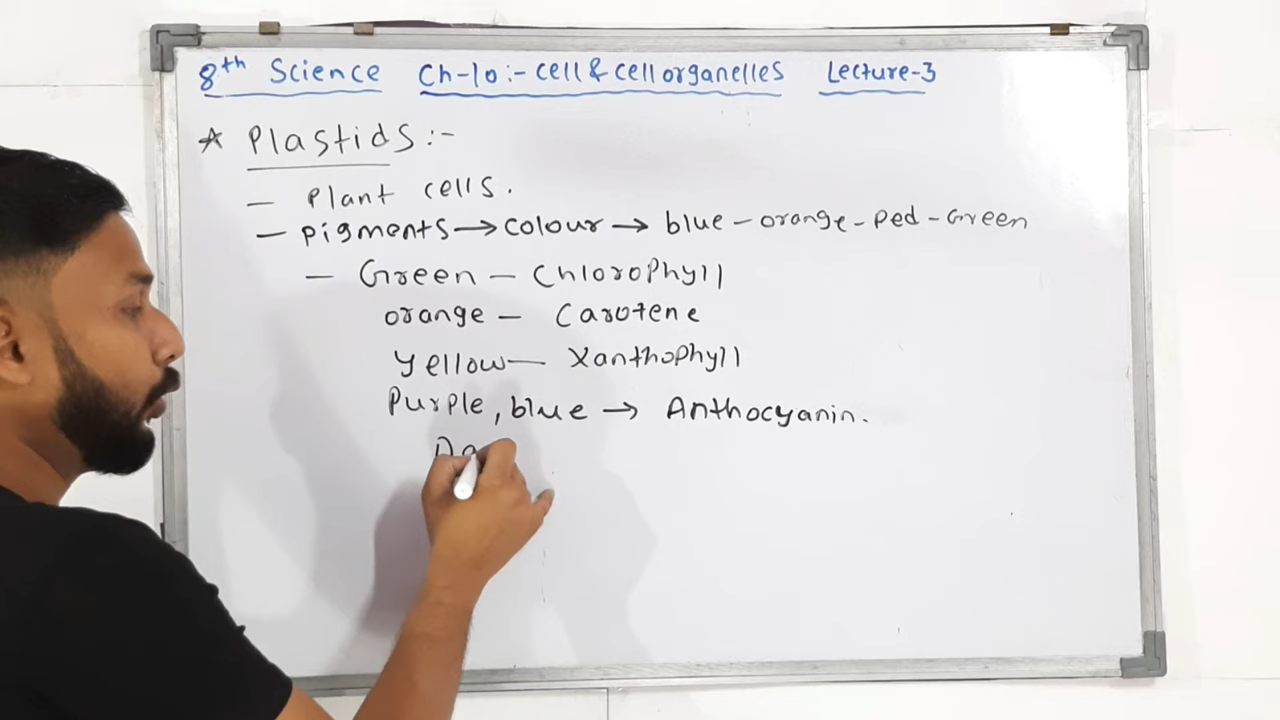 8th Science Ch-10:- cell & cell organelles Lecture-3
* Plastids:-
- Plant cells.
- Pigments → colour → blue - orange - Red - Green
- Green - Chlorophyll
orange - Carotene
Yellow - Xanthophyll
Purple, blue → Anthocyanin.
Da